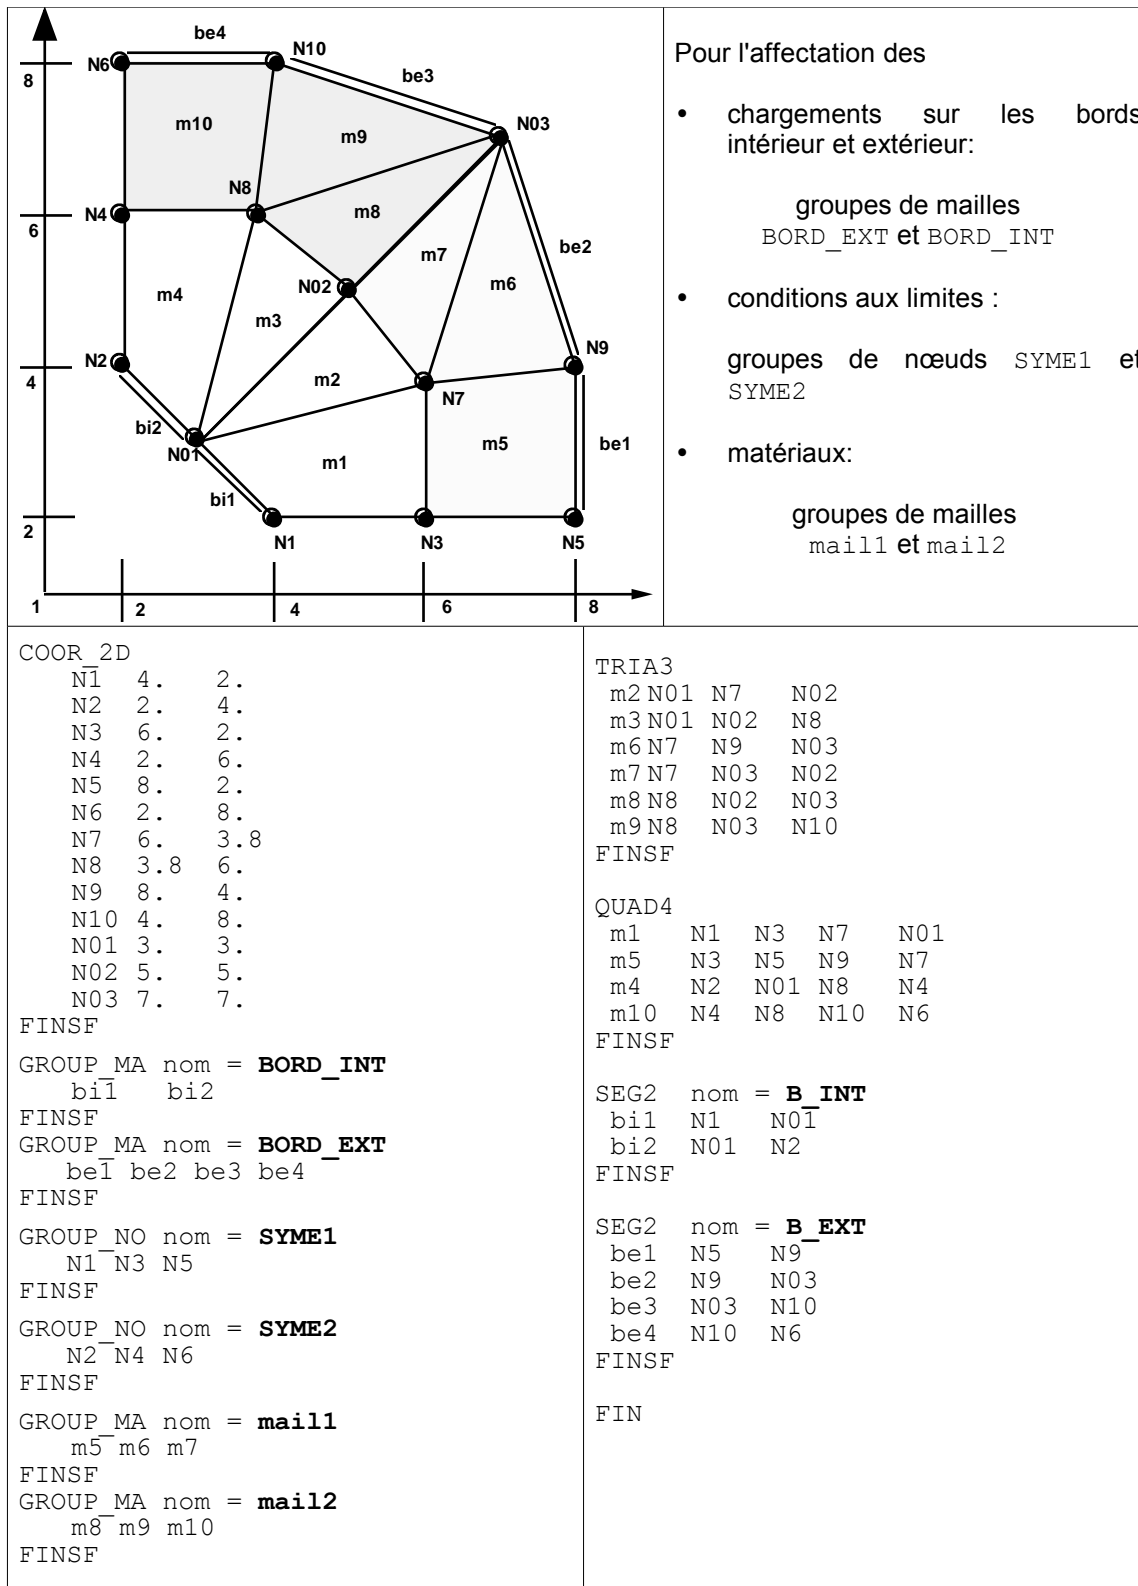 be4
N6
N10
8
be3
m10
m9
N03
N8
N4
m8
6
be2
m7
N02
m6
m4
m3
N9
N2
m2
4
N7
bi2
m5
be1
N01
m1
bi1
2
N1
N3
N5
1
2
4
6
8
Pour l'affectation des
• chargements sur les bords
intérieur et extérieur:
groupes de mailles
BORD_EXT et BORD_INT
• conditions aux limites :
groupes de nœuds SYME1 et
SYME2
• matériaux:
groupes de mailles
mail1 et mail2
COOR_2D
N1 4. 2.
N2 2. 4.
N3 6. 2.
N4 2. 6.
N5 8. 2.
N6 2. 8.
N7 6. 3.8
N8 3.8 6.
N9 8. 4.
N10 4. 8.
N01 3. 3.
N02 5. 5.
N03 7. 7.
FINSF
GROUP_MA nom = BORD_INT
bi1 bi2
FINSF
GROUP_MA nom = BORD_EXT
be1 be2 be3 be4
FINSF
GROUP_NO nom = SYME1
N1 N3 N5
FINSF
GROUP_NO nom = SYME2
N2 N4 N6
FINSF
GROUP_MA nom = mail1
m5 m6 m7
FINSF
GROUP_MA nom = mail2
m8 m9 m10
FINSF
TRIA3
m2 N01 N7 N02
m3 N01 N02 N8
m6 N7 N9 N03
m7 N7 N03 N02
m8 N8 N02 N03
m9 N8 N03 N10
FINSF
QUAD4
m1 N1 N3 N7 N01
m5 N3 N5 N9 N7
m4 N2 N01 N8 N4
m10 N4 N8 N10 N6
FINSF
SEG2 nom = B_INT
bi1 N1 N01
bi2 N01 N2
FINSF
SEG2 nom = B_EXT
be1 N5 N9
be2 N9 N03
be3 N03 N10
be4 N10 N6
FINSF
FIN